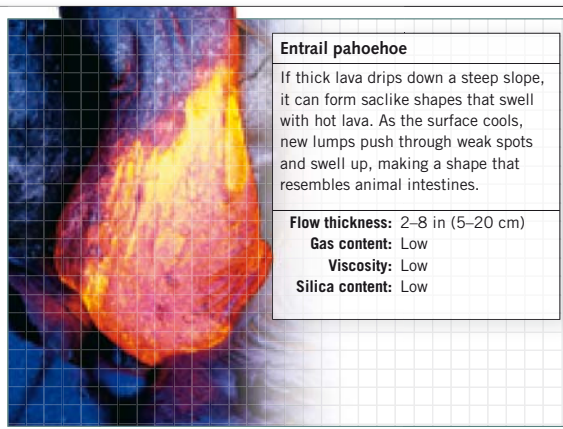 Entrail pahoehoe
If thick lava drips down a steep slope,
it can form saclike shapes that swell
with hot lava. As the surface cools,
new lumps push through weak spots
and swell up, making a shape that
resembles animal intestines.
Flow thickness: 2–8 in (5–20 cm)
Gas content: Low
Viscosity: Low
Silica content: Low